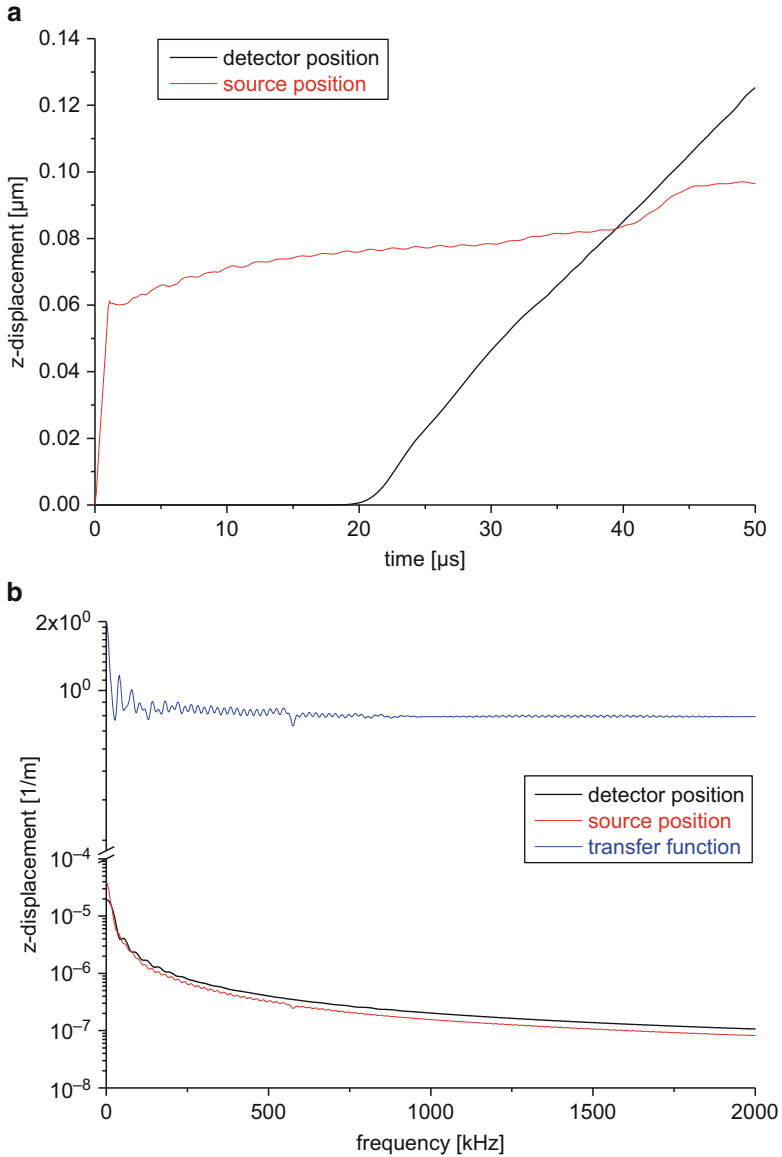 a
0.14
0.12
0.10
0.08
0.06
0.04
0.02
0.00
z-displacement [µm]
detector position
source position
0
10
20
30
40
50
time [µs]
b
2x10⁰
10⁰
10⁻⁴
10⁻⁵
10⁻⁶
10⁻⁷
10⁻⁸
z-displacement [1/m]
detector position
source position
transfer function
0
500
1000
1500
2000
frequency [kHz]